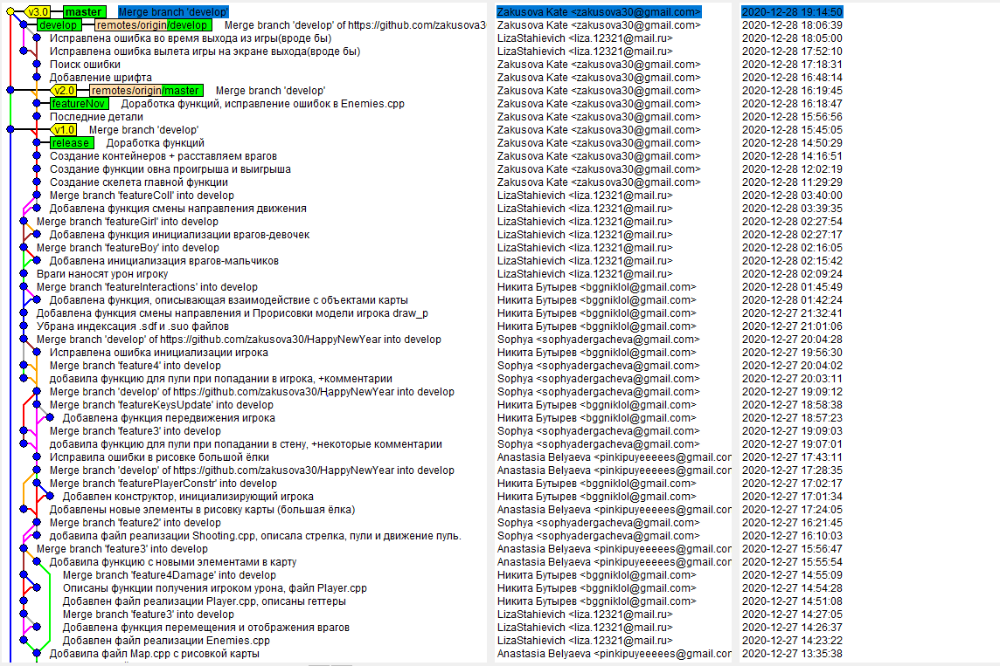 v3.0 master Merge branch 'develop' Zakusova Kate <zakusova30@gmail.com> 2020-12-28 19:14:50
develop remotes/origin/develop Merge branch 'develop' of https://github.com/zakusova3 Zakusova Kate <zakusova30@gmail.com> 2020-12-28 18:06:39
Исправлена ошибка во время выхода из игры(вроде бы) LizaStahievich <liza.12321@mail.ru> 2020-12-28 18:05:00
Исправлена ошибка вылета игры на экране выхода(вроде бы) LizaStahievich <liza.12321@mail.ru> 2020-12-28 17:52:10
Поиск ошибки Zakusova Kate <zakusova30@gmail.com> 2020-12-28 17:18:31
Добавление шрифта Zakusova Kate <zakusova30@gmail.com> 2020-12-28 16:48:14
v2.0 remotes/origin/master Merge branch 'develop' Zakusova Kate <zakusova30@gmail.com> 2020-12-28 16:19:45
featureNov Доработка функций, исправление ошибок в Enemies.cpp Zakusova Kate <zakusova30@gmail.com> 2020-12-28 16:18:47
Последние детали Zakusova Kate <zakusova30@gmail.com> 2020-12-28 15:56:56
v1.0 Merge branch 'develop' Zakusova Kate <zakusova30@gmail.com> 2020-12-28 15:45:05
release Доработка функций Zakusova Kate <zakusova30@gmail.com> 2020-12-28 14:50:29
Создание контейнеров + расставляем врагов Zakusova Kate <zakusova30@gmail.com> 2020-12-28 14:16:51
Создание функции овна проигрыша и выигрыша Zakusova Kate <zakusova30@gmail.com> 2020-12-28 12:02:19
Создание скелета главной функции Zakusova Kate <zakusova30@gmail.com> 2020-12-28 11:29:29
Merge branch 'featureColl' into develop LizaStahievich <liza.12321@mail.ru> 2020-12-28 03:40:00
Добавлена функция смены направления движения LizaStahievich <liza.12321@mail.ru> 2020-12-28 03:39:35
Merge branch 'featureGirl' into develop LizaStahievich <liza.12321@mail.ru> 2020-12-28 02:27:54
Добавлена функция инициализации врагов-девочек LizaStahievich <liza.12321@mail.ru> 2020-12-28 02:27:17
Merge branch 'featureBoy' into develop LizaStahievich <liza.12321@mail.ru> 2020-12-28 02:16:05
Добавлена инициализация врагов-мальчиков LizaStahievich <liza.12321@mail.ru> 2020-12-28 02:15:42
Враги наносят урон игроку LizaStahievich <liza.12321@mail.ru> 2020-12-28 02:09:24
Merge branch 'featureInteractions' into develop Никита Бутырев <bggniklol@gmail.com> 2020-12-28 01:45:49
Добавлена функция, описывающая взаимодействие с объектами карты Никита Бутырев <bggniklol@gmail.com> 2020-12-28 01:42:24
Добавлена функция смены направления и Прорисовки модели игрока draw_p Никита Бутырев <bggniklol@gmail.com> 2020-12-27 21:32:41
Убрана индексация .sdf и .suo файлов Никита Бутырев <bggniklol@gmail.com> 2020-12-27 21:01:06
Merge branch 'develop' of https://github.com/zakusova30/HappyNewYear into develop Sophya <sophyadergacheva@gmail.com> 2020-12-27 20:04:28
Исправлена ошибка инициализации игрока Никита Бутырев <bggniklol@gmail.com> 2020-12-27 19:56:30
Merge branch 'feature4' into develop Sophya <sophyadergacheva@gmail.com> 2020-12-27 20:04:02
добавила функцию для пули при попадании в игрока, +комментарии Sophya <sophyadergacheva@gmail.com> 2020-12-27 20:03:11
Merge branch 'develop' of https://github.com/zakusova30/HappyNewYear into develop Sophya <sophyadergacheva@gmail.com> 2020-12-27 19:09:12
Merge branch 'featureKeysUpdate' into develop Никита Бутырев <bggniklol@gmail.com> 2020-12-27 18:58:38
Добавлена функция передвижения игрока Никита Бутырев <bggniklol@gmail.com> 2020-12-27 18:57:23
Merge branch 'feature3' into develop Sophya <sophyadergacheva@gmail.com> 2020-12-27 19:09:03
добавила функцию для пули при попадании в стену, +некоторые комментарии Sophya <sophyadergacheva@gmail.com> 2020-12-27 19:07:01
Исправила ошибки в рисовке большой ёлки Anastasia Belyaeva <pinkipuyeeeees@gmail.cor 2020-12-27 17:43:11
Merge branch 'develop' of https://github.com/zakusova30/HappyNewYear into develop Anastasia Belyaeva <pinkipuyeeeees@gmail.cor 2020-12-27 17:28:35
Merge branch 'featurePlayerConstr' into develop Никита Бутырев <bggniklol@gmail.com> 2020-12-27 17:02:17
Добавлен конструктор, инициализирующий игрока Никита Бутырев <bggniklol@gmail.com> 2020-12-27 17:01:34
Добавлены новые элементы в рисовку карты (большая ёлка) Anastasia Belyaeva <pinkipuyeeeees@gmail.cor 2020-12-27 17:24:05
Merge branch 'feature2' into develop Sophya <sophyadergacheva@gmail.com> 2020-12-27 16:21:45
добавила файл реализации Shooting.cpp, описала стрелка, пули и движение пуль. Sophya <sophyadergacheva@gmail.com> 2020-12-27 16:10:03
Merge branch 'feature3' into develop Anastasia Belyaeva <pinkipuyeeeees@gmail.cor 2020-12-27 15:56:47
Добавила функцию с новыми элементами в карту Anastasia Belyaeva <pinkipuyeeeees@gmail.cor 2020-12-27 15:55:54
Merge branch 'feature4Damage' into develop Никита Бутырев <bggniklol@gmail.com> 2020-12-27 14:55:09
Описаны функции получения игроком урона, файл Player.cpp Никита Бутырев <bggniklol@gmail.com> 2020-12-27 14:54:28
Добавлен файл реализации Player.cpp, описаны геттеры Никита Бутырев <bggniklol@gmail.com> 2020-12-27 14:51:08
Merge branch 'feature3' into develop LizaStahievich <liza.12321@mail.ru> 2020-12-27 14:27:05
Добавлена функция перемещения и отображения врагов LizaStahievich <liza.12321@mail.ru> 2020-12-27 14:26:37
Добавлен файл реализации Enemies.cpp LizaStahievich <liza.12321@mail.ru> 2020-12-27 14:23:22
Добавила файл Map.cpp с рисовкой карты Anastasia Belyaeva <pinkipuyeeeees@gmail.cor 2020-12-27 13:35:38